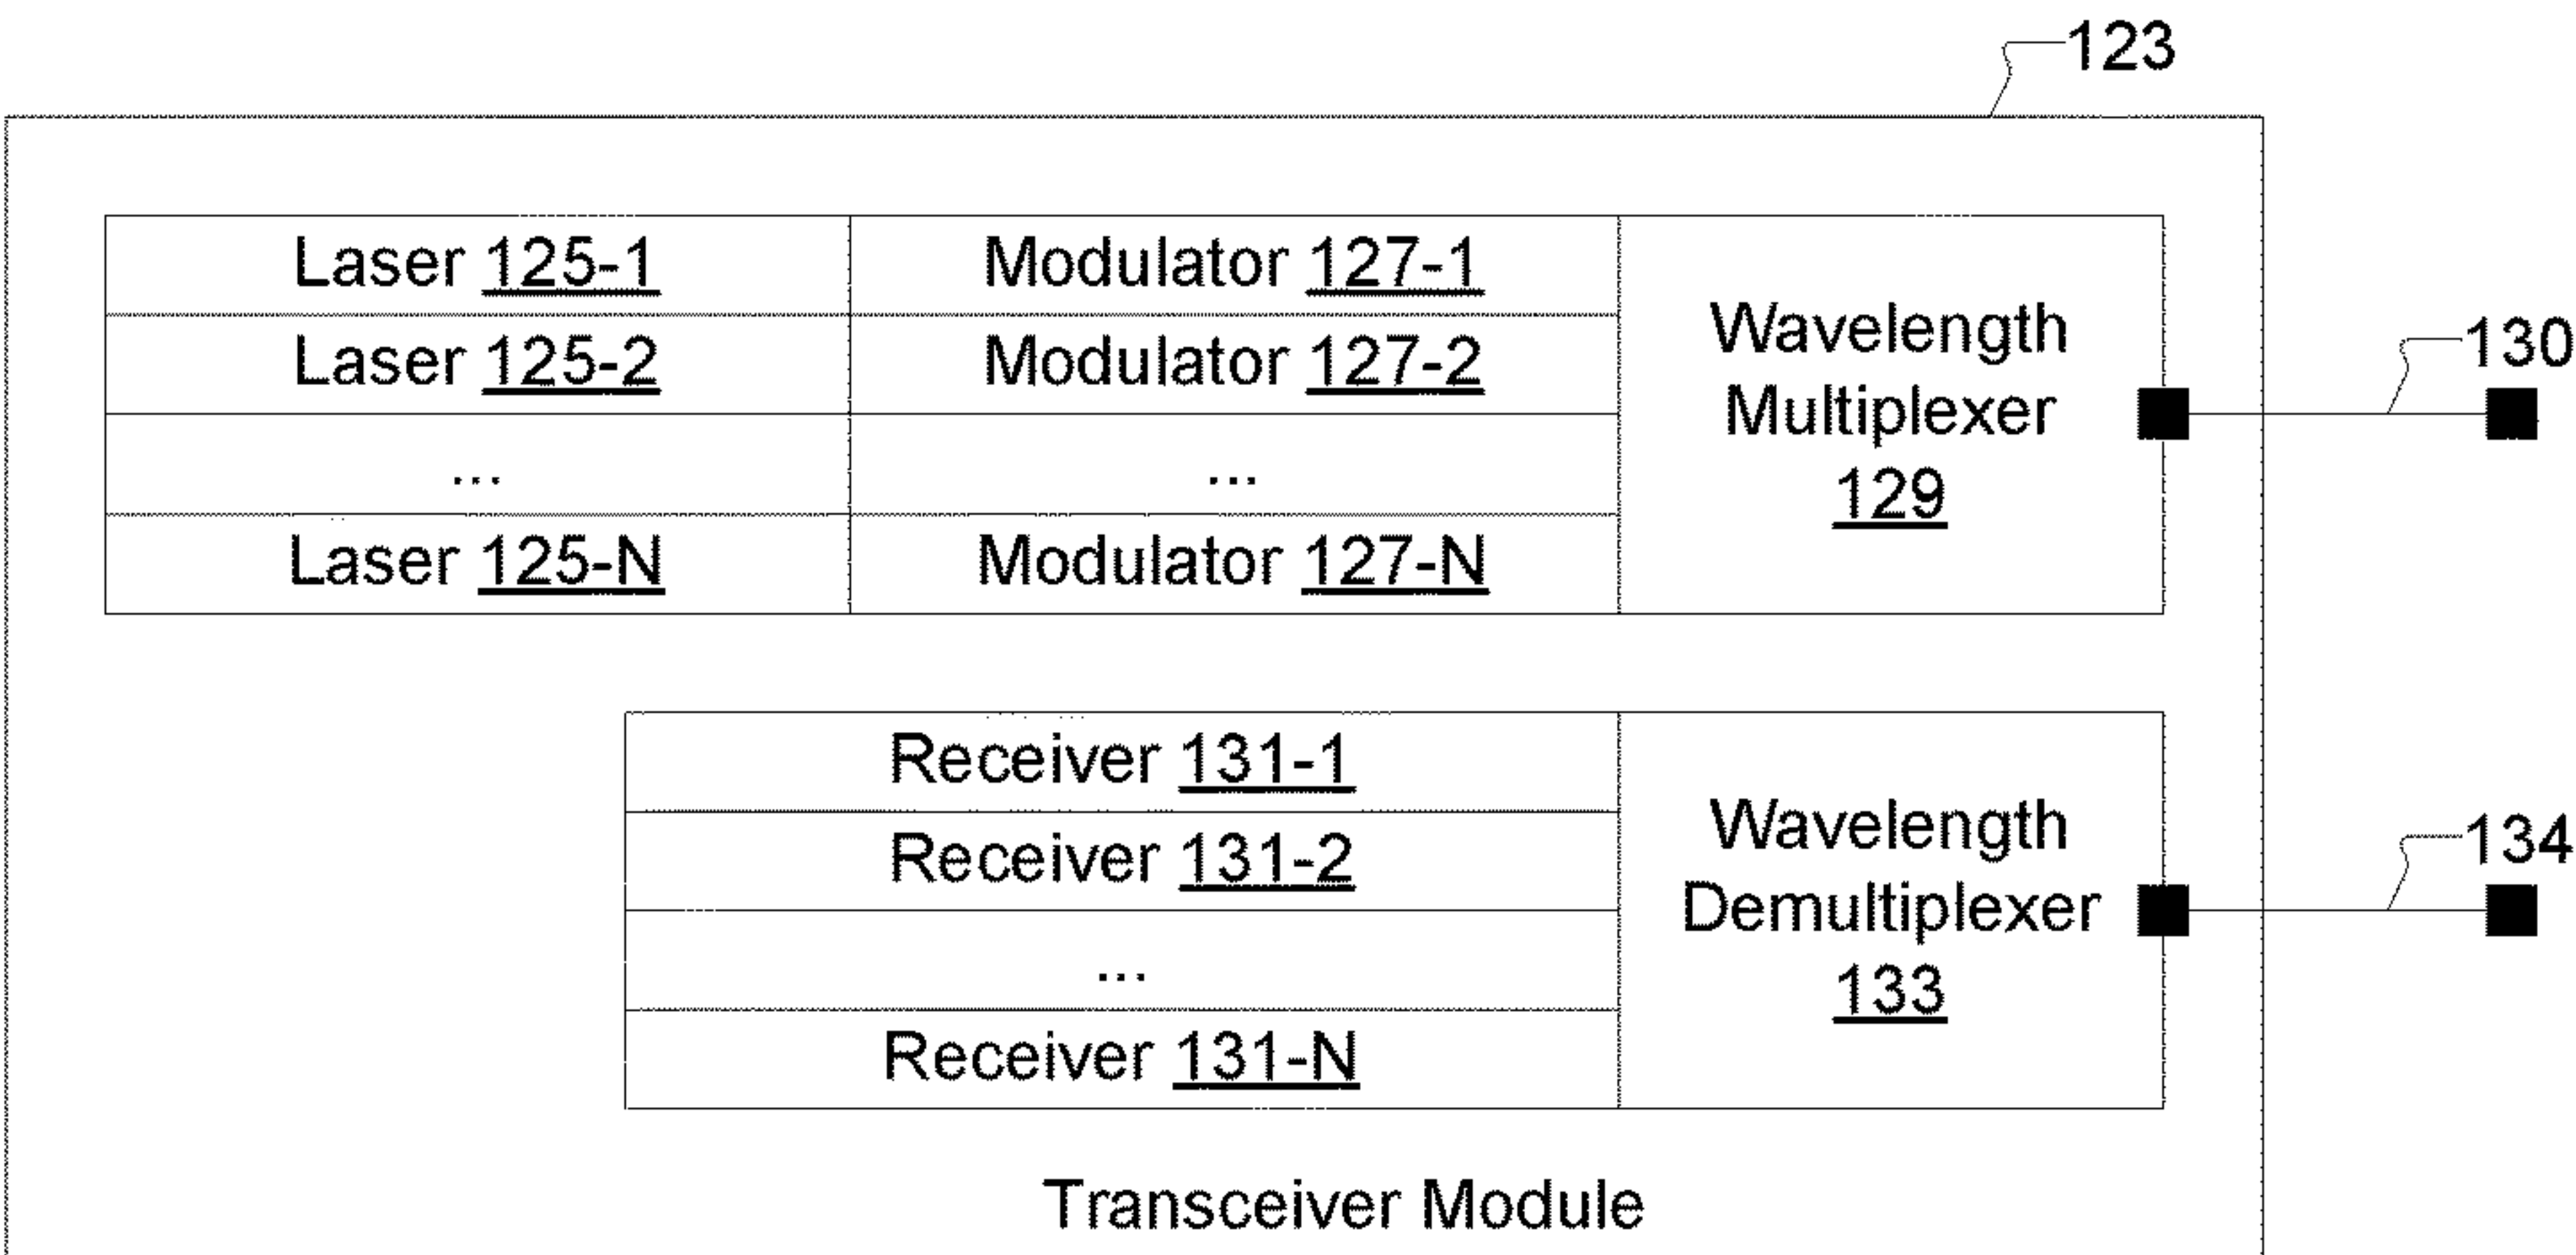 123
Laser 125-1 Modulator 127-1
Laser 125-2 Modulator 127-2
... ...
Laser 125-N Modulator 127-N
Wavelength
Multiplexer
129
130
Receiver 131-1
Receiver 131-2
...
Receiver 131-N
Wavelength
Demultiplexer
133
134
Transceiver Module